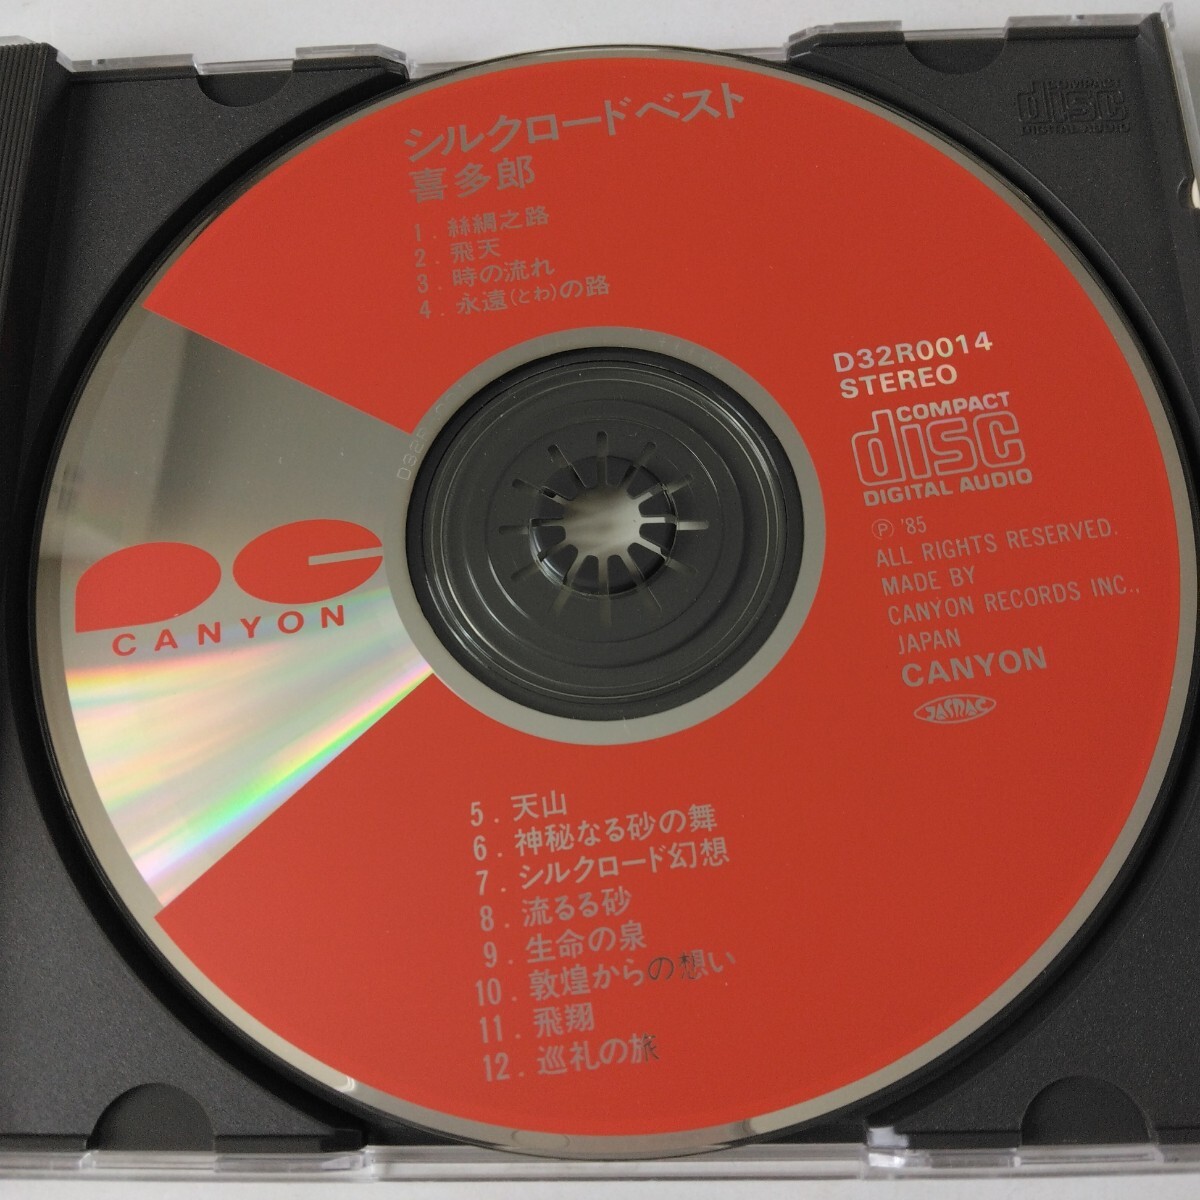 シルクロードベスト
喜多郎
1. 絲綢之路
2. 飛天
3. 時の流れ
4. 永遠(とわ)の路
D32R0014
STEREO
COMPACT
disc
DIGITAL AUDIO
Ⓟ '85
ALL RIGHTS RESERVED.
MADE BY
CANYON RECORDS INC.,
JAPAN
CANYON
JASRAC
CANYON
5. 天山
6. 神秘なる砂の舞
7. シルクロード幻想
8. 流るる砂
9. 生命の泉
10. 敦煌からの想い
11. 飛翔
12. 巡礼の旅
COMPACT
disc
DIGITAL AUDIO